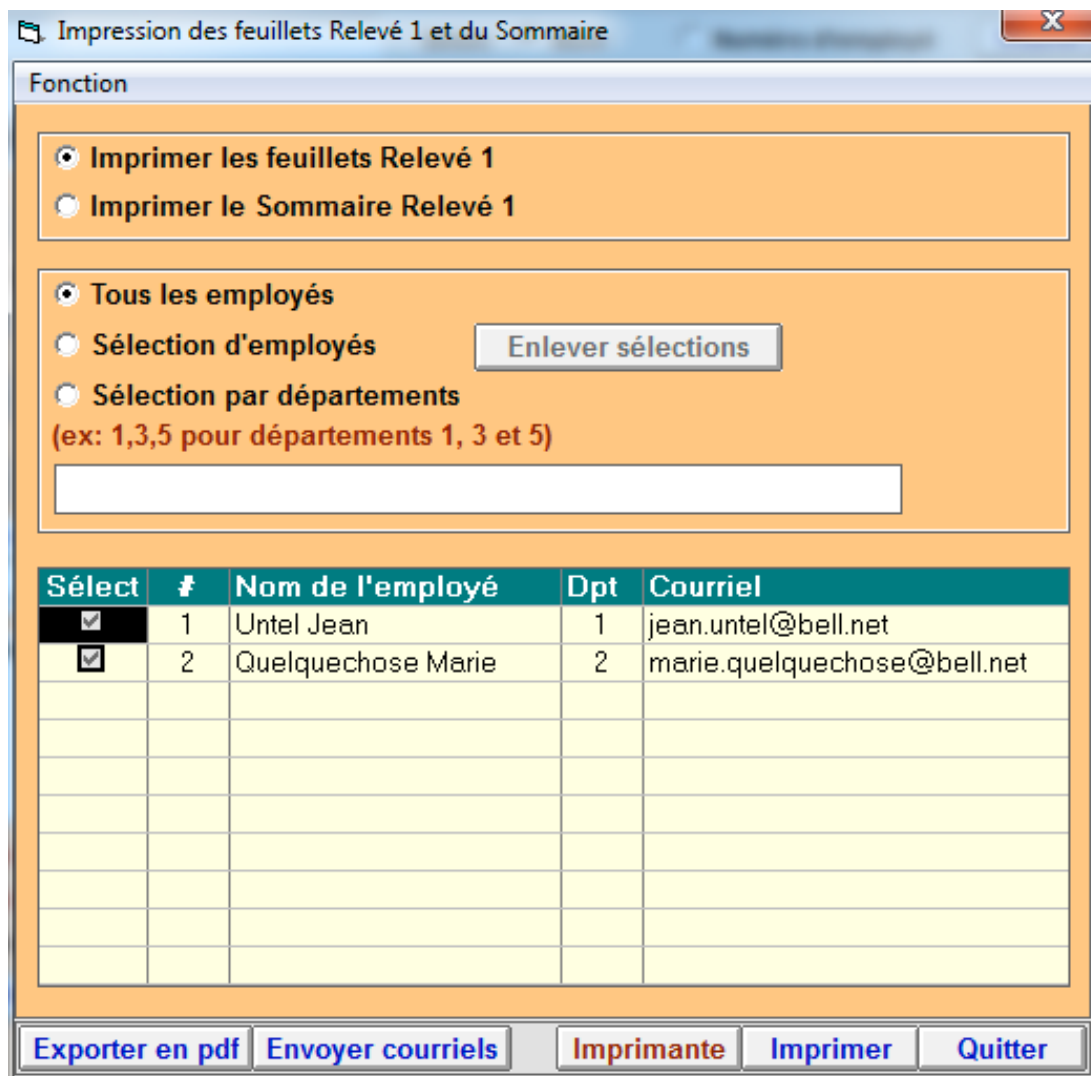 Impression des feuillets Relevé 1 et du Sommaire
Fonction
Imprimer les feuillets Relevé 1
Imprimer le Sommaire Relevé 1
Tous les employés
Sélection d'employés Enlever sélections
Sélection par départements
(ex: 1,3,5 pour départements 1, 3 et 5)
Sélect # Nom de l'employé Dpt Courriel
1 Untel Jean 1 jean.untel@bell.net
2 Quelquechose Marie 2 marie.quelquechose@bell.net
Exporter en pdf Envoyer courriels Imprimante Imprimer Quitter